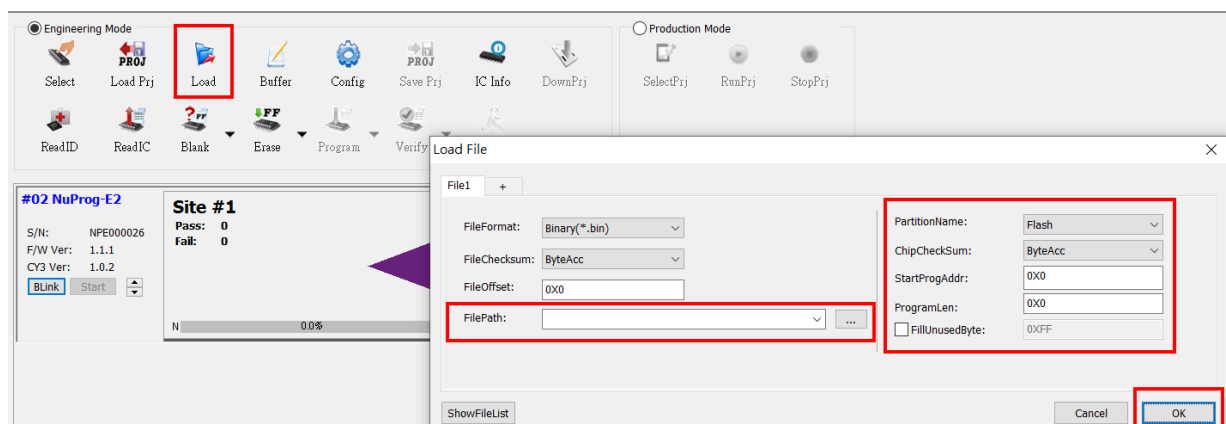 Engineering Mode
Production Mode
PROJ
PROJ
Select Load Prj Load Buffer Config Save Prj IC Info DownPrj SelectPrj RunPrj StopPrj
FF
ReadID ReadIC Blank Erase Program Verify
Load File
File1 +
FileFormat: Binary(*.bin)
FileChecksum: ByteAcc
FileOffset: 0X0
FilePath: ...
PartitionName: Flash
ChipCheckSum: ByteAcc
StartProgAddr: 0X0
ProgramLen: 0X0
FillUnusedByte: 0XFF
ShowFileList Cancel OK
#02 NuProg-E2
S/N: NPE000026
F/W Ver: 1.1.1
CY3 Ver: 1.0.2
BLink Start
Site #1
Pass: 0
Fail: 0
N 0.0%